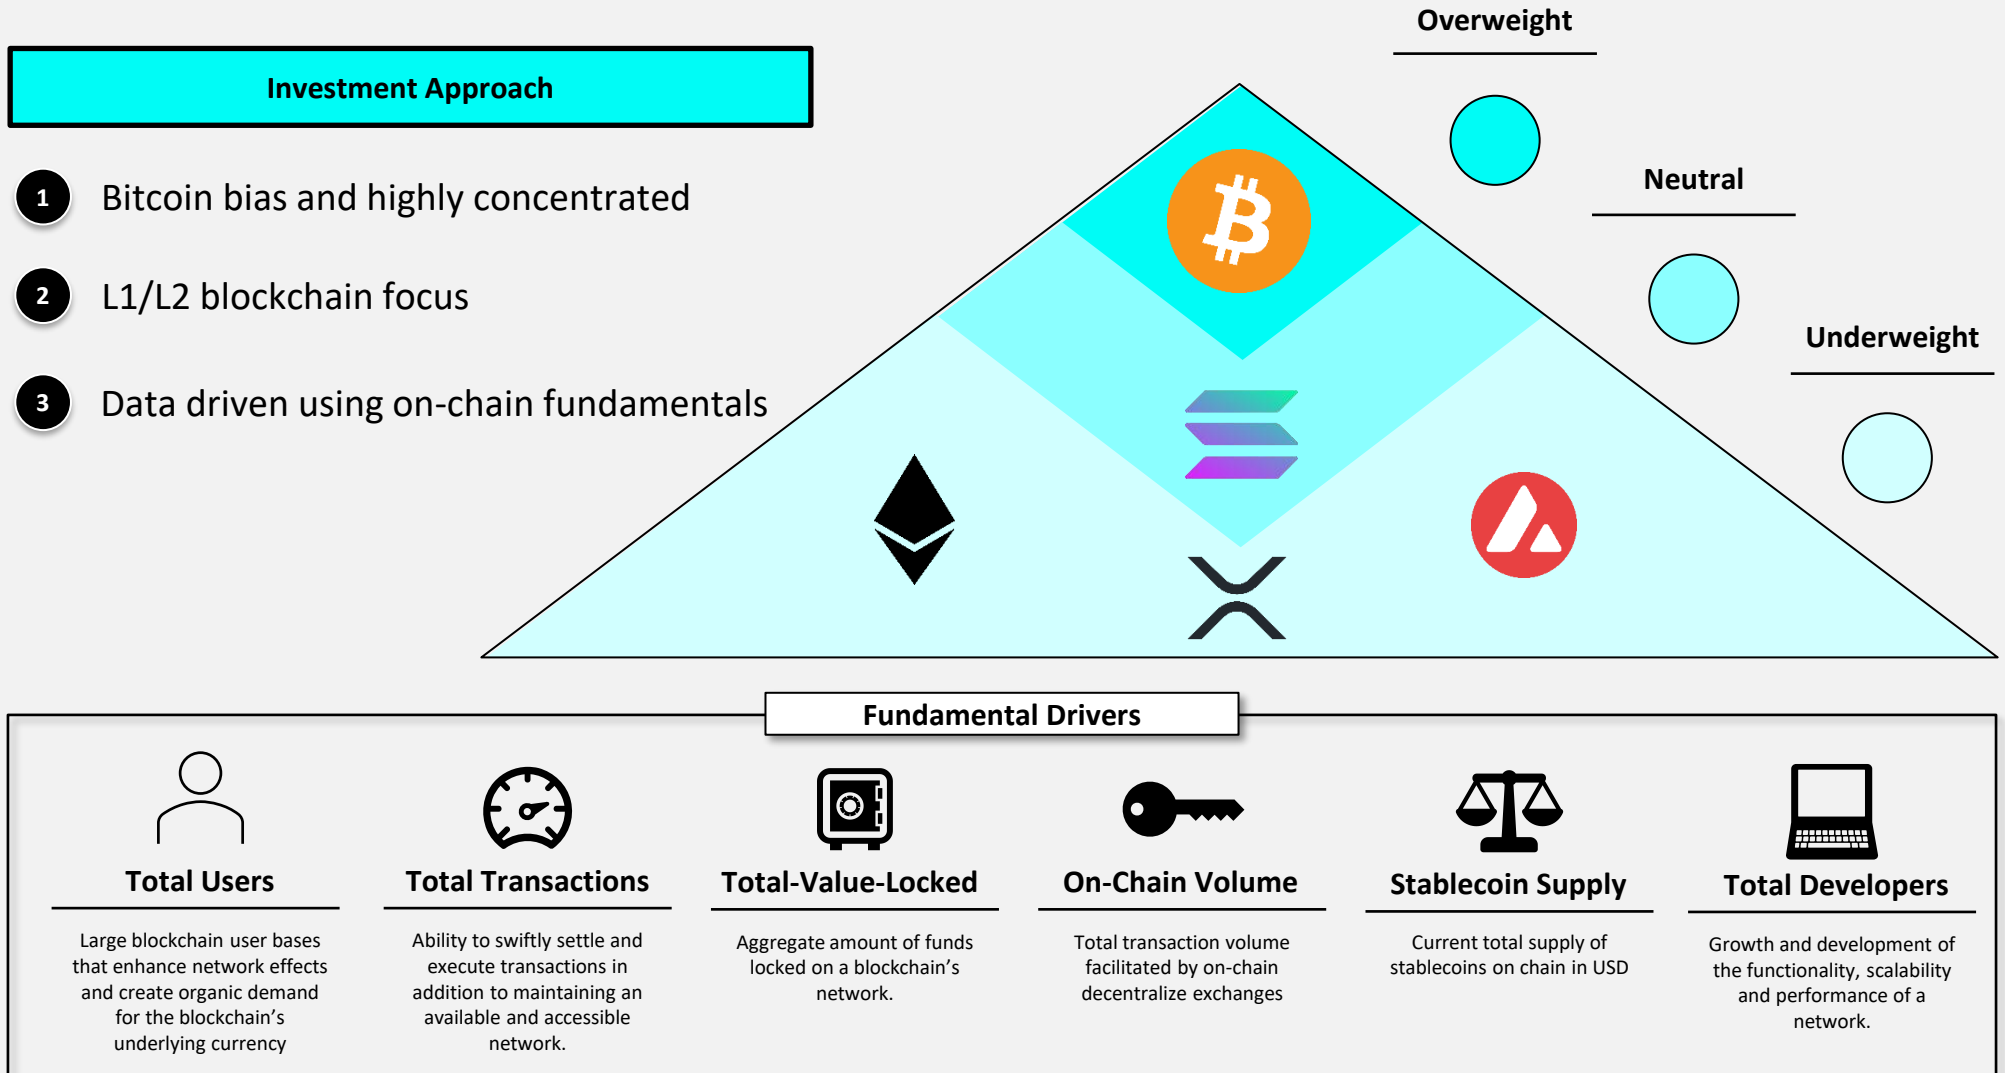 Overweight
Investment Approach
Neutral
1 Bitcoin bias and highly concentrated
2 L1/L2 blockchain focus
Underweight
3 Data driven using on-chain fundamentals
Fundamental Drivers
Total Users
Large blockchain user bases
that enhance network effects
and create organic demand
for the blockchain’s
underlying currency
Total Transactions
Ability to swiftly settle and
execute transactions in
addition to maintaining an
available and accessible
network.
Total-Value-Locked
Aggregate amount of funds
locked on a blockchain’s
network.
On-Chain Volume
Total transaction volume
facilitated by on-chain
decentralize exchanges
Stablecoin Supply
Current total supply of
stablecoins on chain in USD
Total Developers
Growth and development of
the functionality, scalability
and performance of a
network.